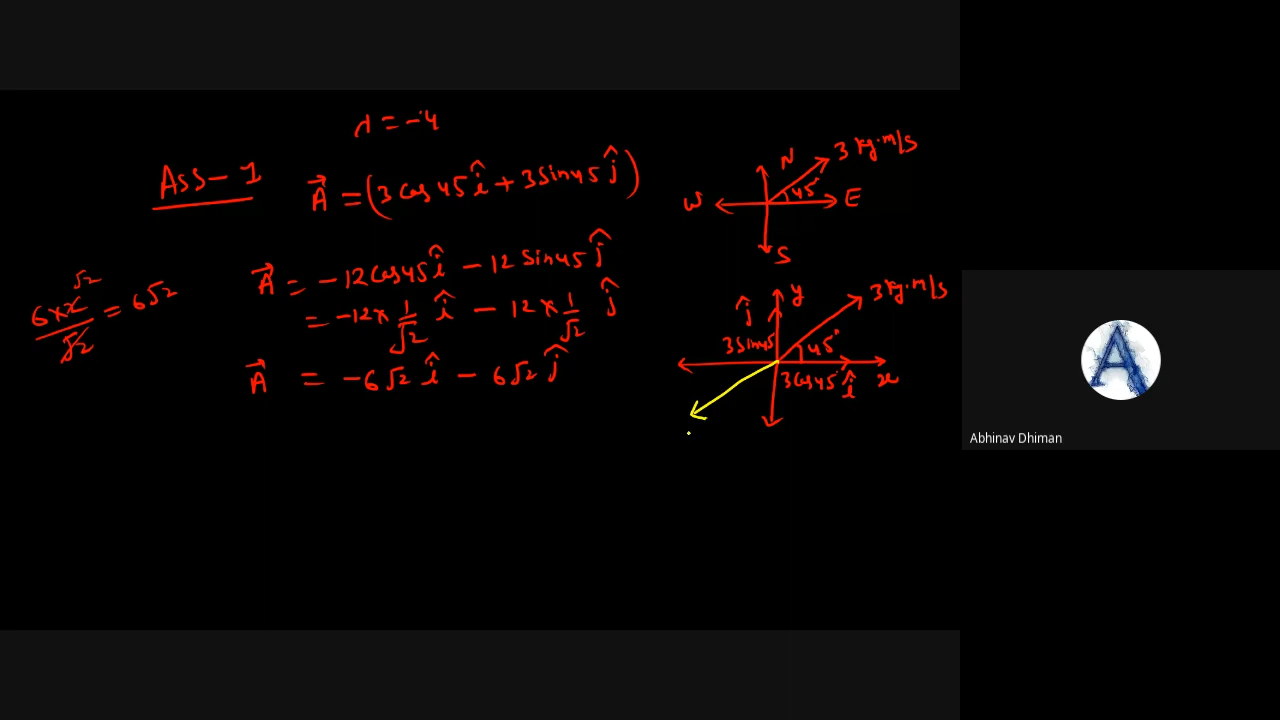 λ = -4
Ass-1
A⃗ = (3 cos 45 î + 3 sin 45 ĵ)
A⃗ = -12 cos 45 î - 12 sin 45 ĵ
= -12 × 1/√2 î - 12 × 1/√2 ĵ
A⃗ = -6√2 î - 6√2 ĵ
6×2 √2 / √2 = 6√2
N
3 kg.m/s
45°
W
E
S
y
3 kg.m/s
ĵ
3 sin 45
45°
3 cos 45° î
x
Abhinav Dhiman